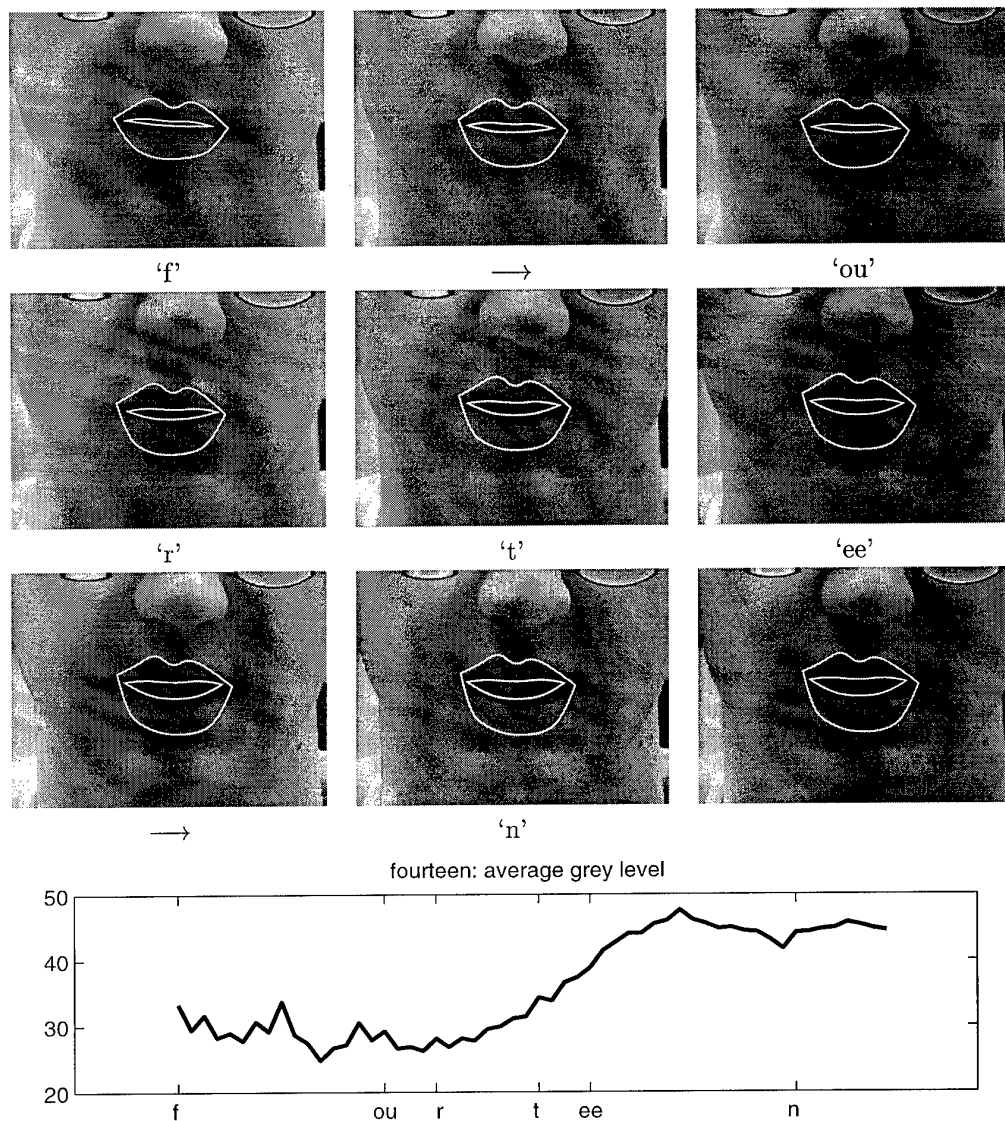 ‘f’ ⟶ ‘ou’
‘r’ ‘t’ ‘ee’
⟶ ‘n’
fourteen: average grey level
50
40
30
20
f ou r t ee n